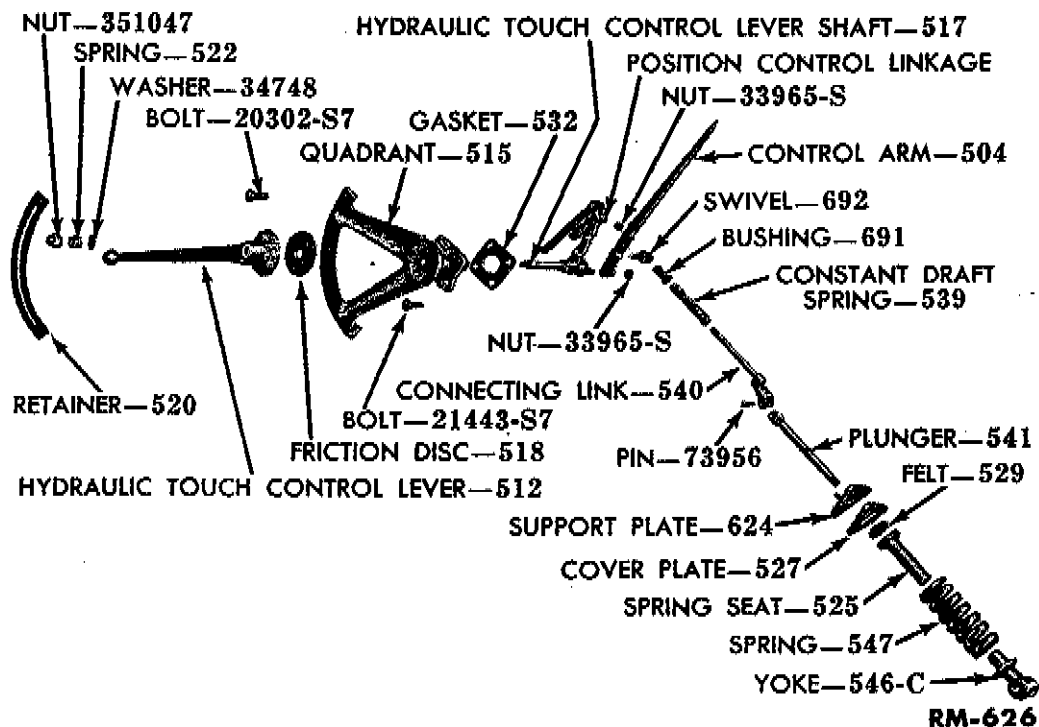 NUT—351047
HYDRAULIC TOUCH CONTROL LEVER SHAFT—517
SPRING—522
POSITION CONTROL LINKAGE
WASHER—34748
NUT—33965-S
BOLT—20302-S7
GASKET—532
QUADRANT—515
CONTROL ARM—504
SWIVEL—692
BUSHING—691
CONSTANT DRAFT
SPRING—539
NUT—33965-S
CONNECTING LINK—540
RETAINER—520
BOLT—21443-S7
PLUNGER—541
FRICTION DISC—518
PIN—73956
FELT—529
HYDRAULIC TOUCH CONTROL LEVER—512
SUPPORT PLATE—624
COVER PLATE—527
SPRING SEAT—525
SPRING—547
YOKE—546-C
RM-626